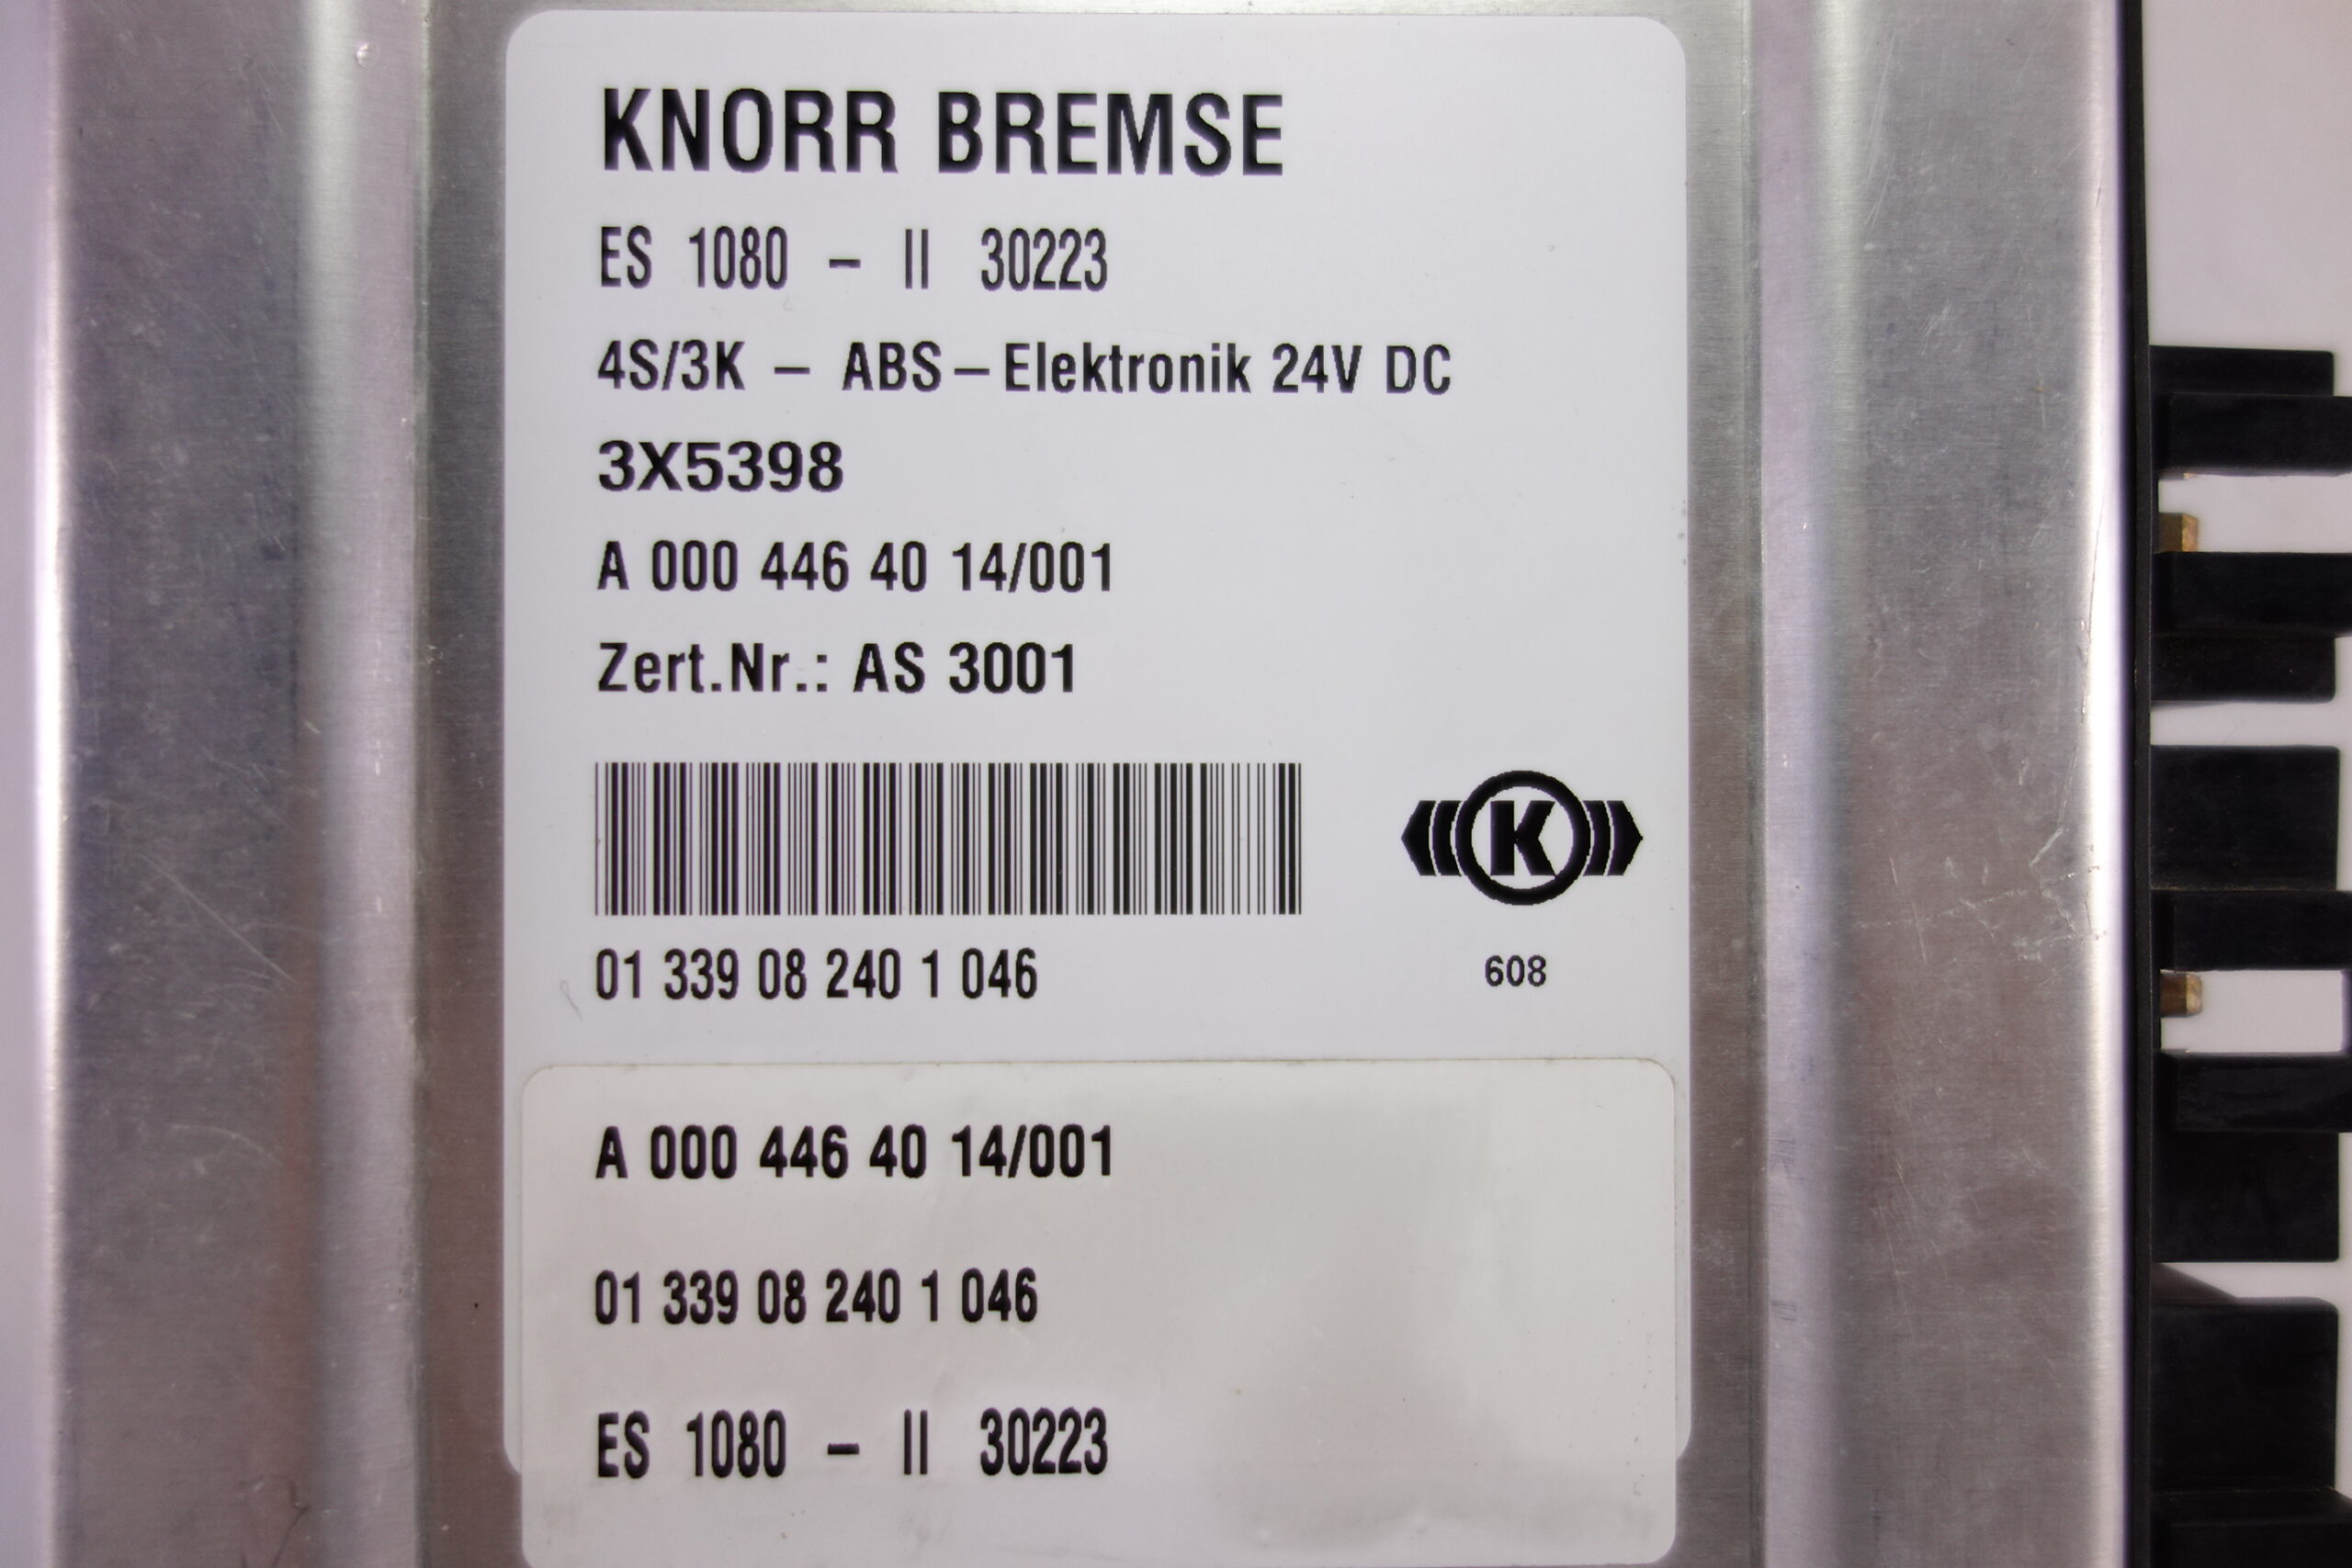 KNORR BREMSE
ES 1080 – II 30223
4S/3K – ABS–Elektronik 24V DC
3X5398
A 000 446 40 14/001
Zert.Nr.: AS 3001
K
01 339 08 240 1 046
608
A 000 446 40 14/001
01 339 08 240 1 046
ES 1080 – II 30223